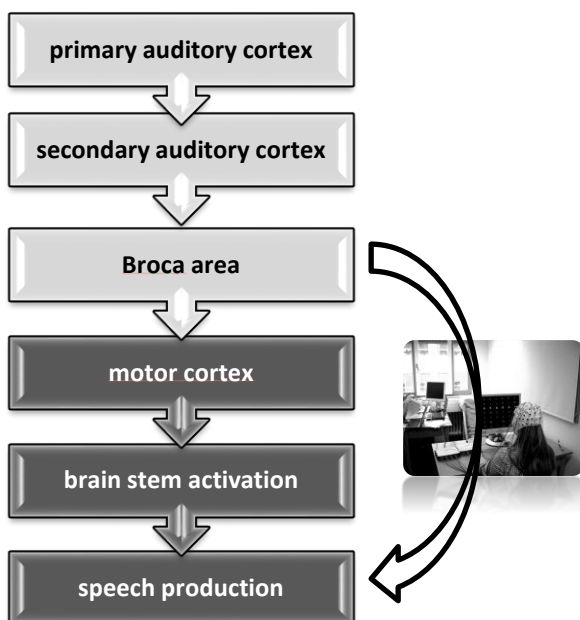 primary auditory cortex
secondary auditory cortex
Broca area
motor cortex
brain stem activation
speech production